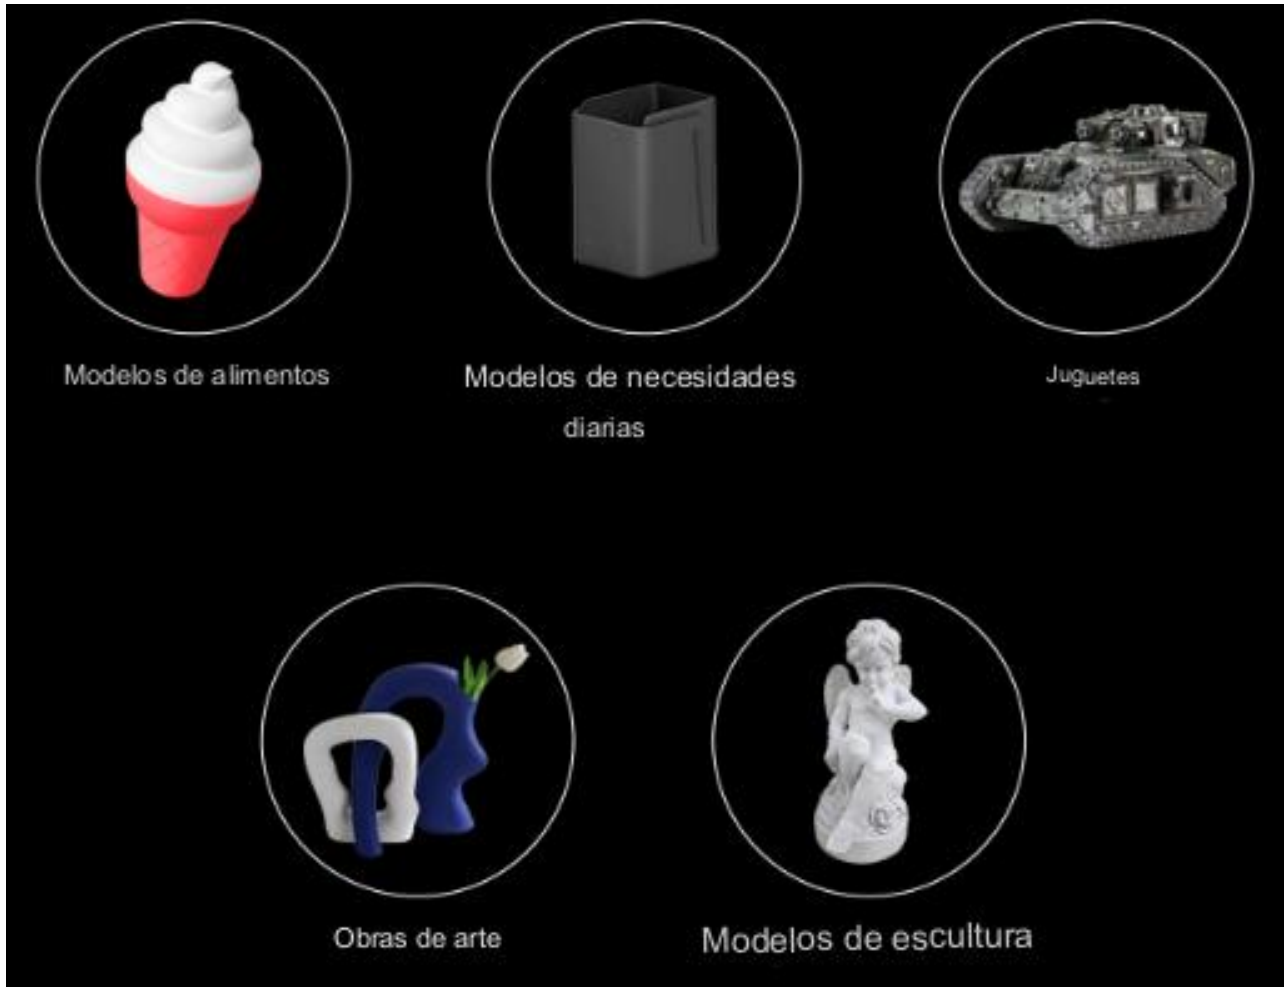 Modelos de alimentos
Modelos de necesidades
diarias
Juguetes
Obras de arte
Modelos de escultura